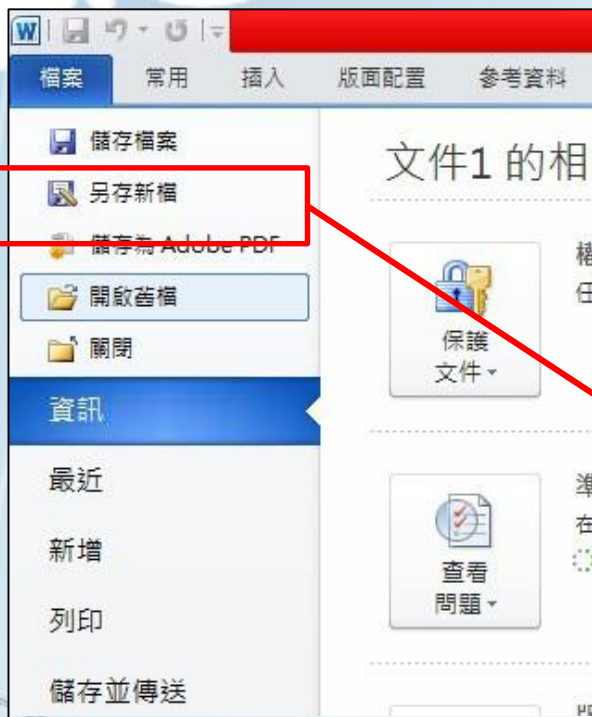 W
檔案 常用 插入 版面配置 參考資料
儲存檔案
另存新檔
儲存為 Adobe PDF
開啟舊檔
關閉
資訊
最近
新增
列印
儲存並傳送
文件1 的相
保護
文件
查看
問題
準
在